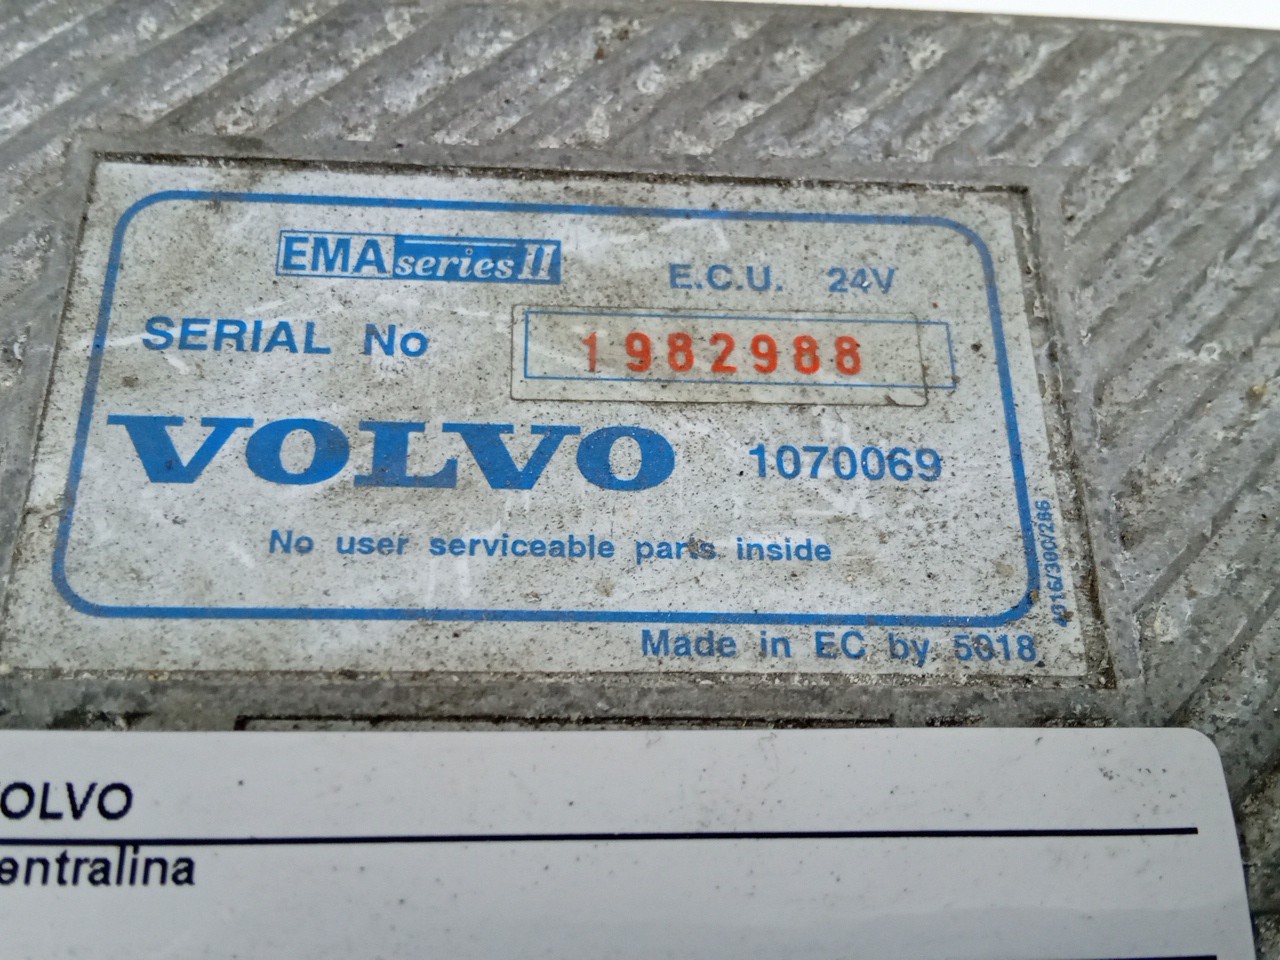 EMA series II
E.C.U. 24V
SERIAL No 1982988
VOLVO 1070069
No user serviceable parts inside
Made in EC by 5018
OLVO
entralina